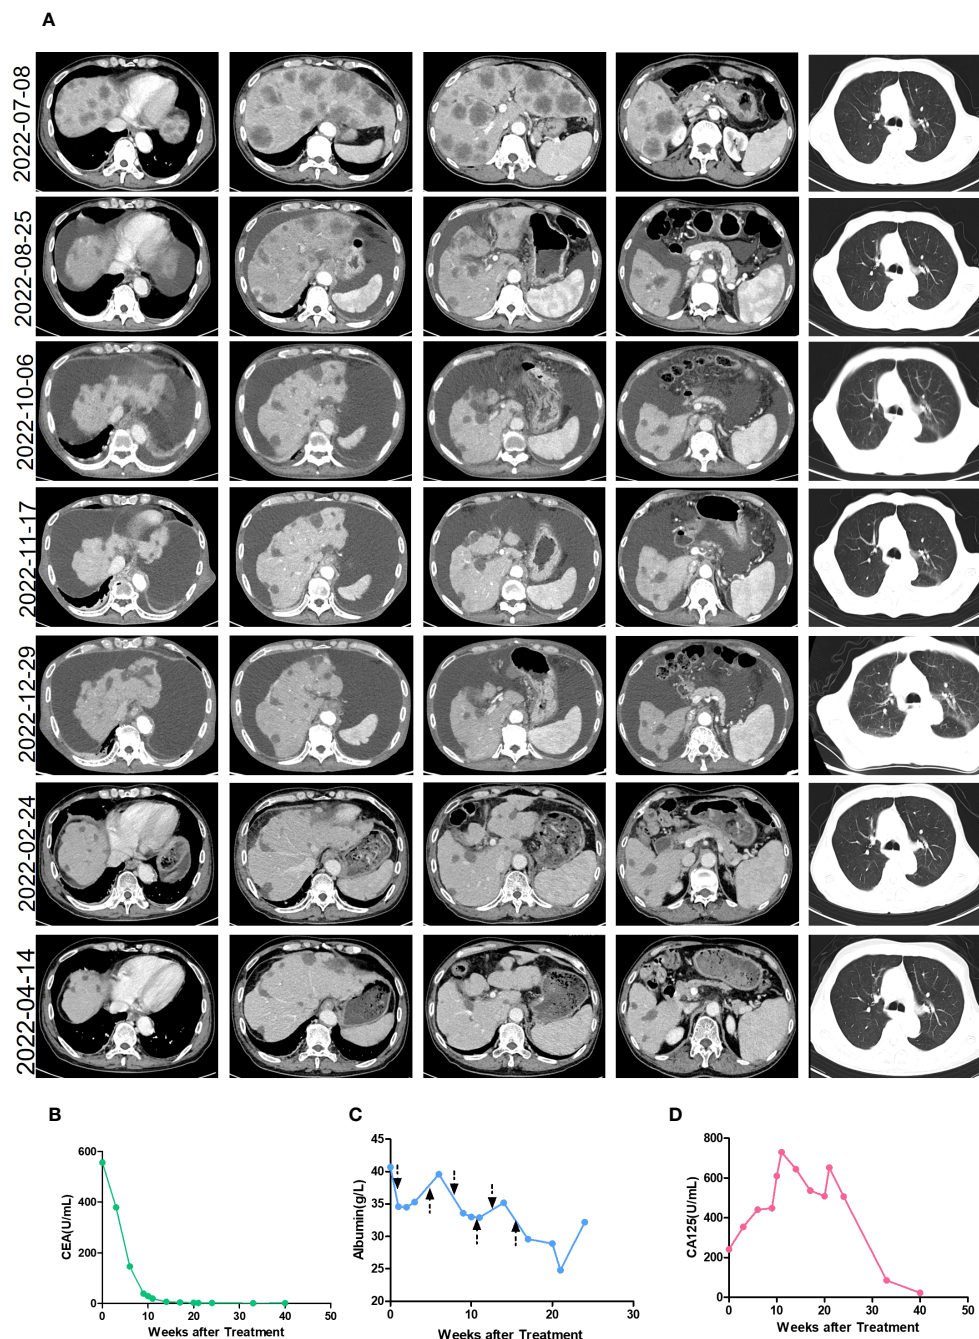 A
2022-07-08
2022-08-25
2022-10-06
2022-11-17
2022-12-29
2022-02-24
2022-04-14
B
600
400
200
0
CEA(U/mL)
0 10 20 30 40 50
Weeks after Treatment
C
45
40
35
30
25
20
Albumin(g/L)
0 10 20 30
Weeks after Treatment
D
800
600
400
200
0
CA125(U/mL)
0 10 20 30 40 50
Weeks after Treatment